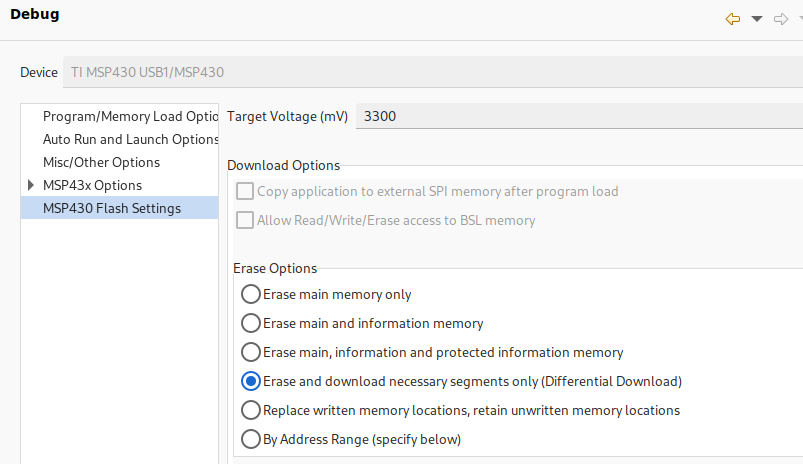 Debug
Device TI MSP430 USB1/MSP430
Program/Memory Load Optio
Auto Run and Launch Options
Misc/Other Options
MSP43x Options
MSP430 Flash Settings
Target Voltage (mV) 3300
Download Options
Copy application to external SPI memory after program load
Allow Read/Write/Erase access to BSL memory
Erase Options
Erase main memory only
Erase main and information memory
Erase main, information and protected information memory
Erase and download necessary segments only (Differential Download)
Replace written memory locations, retain unwritten memory locations
By Address Range (specify below)